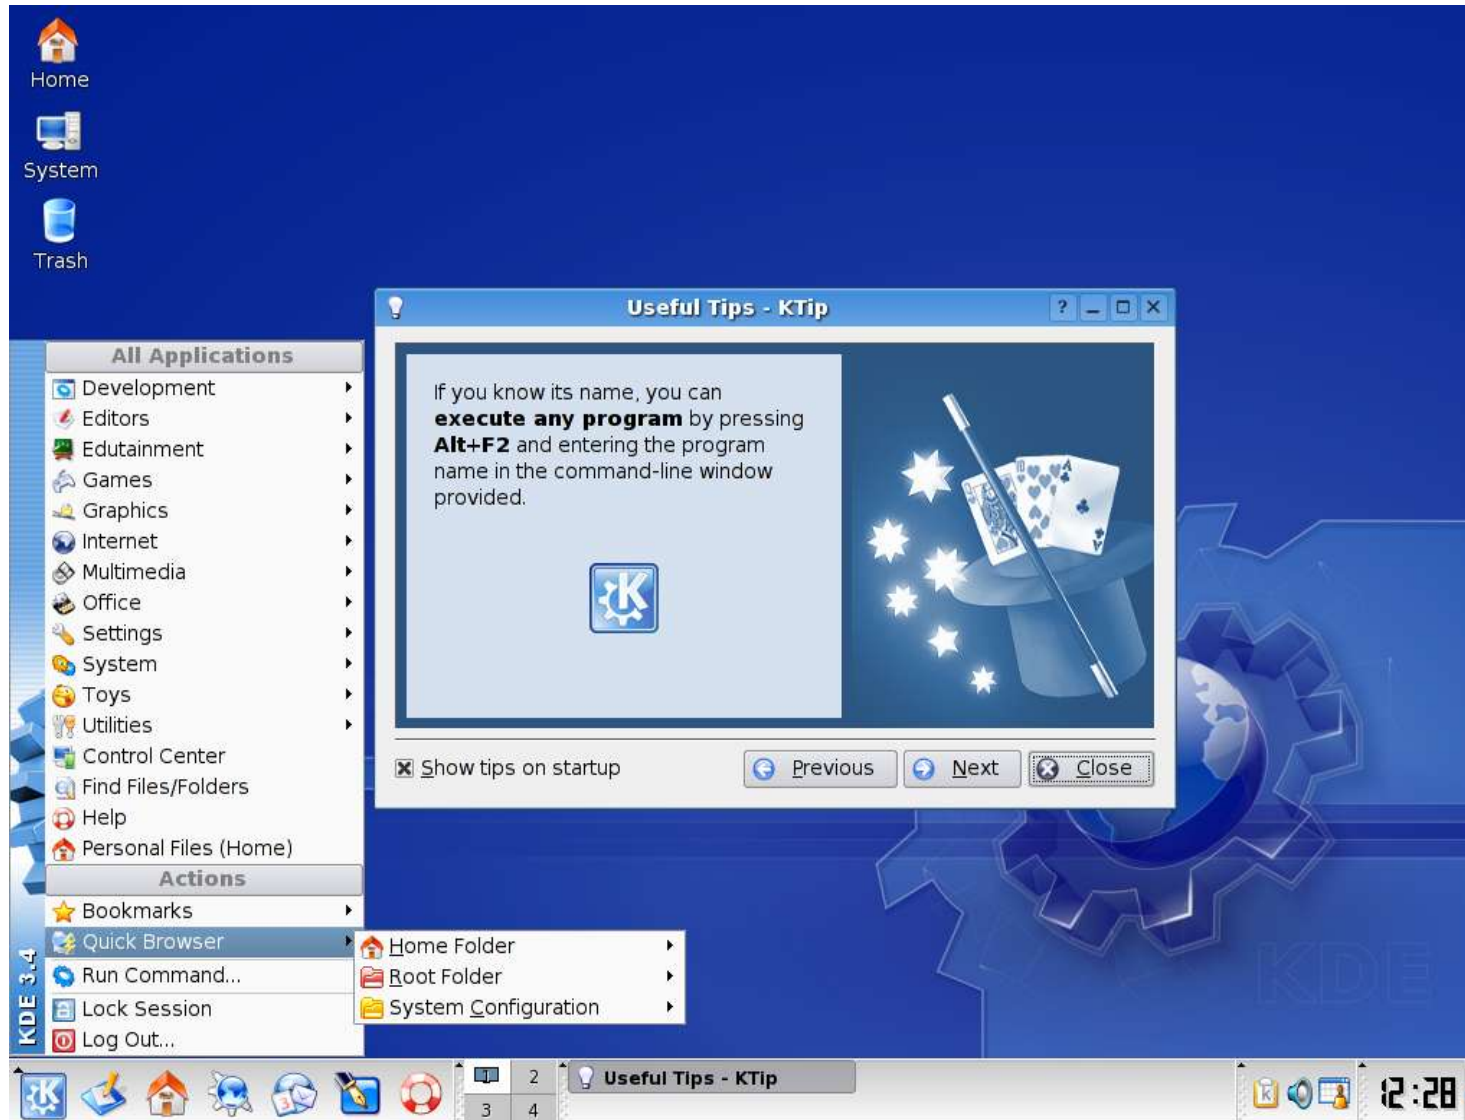 Home
System
Trash
Useful Tips - KTip
If you know its name, you can
execute any program by pressing
Alt+F2 and entering the program
name in the command-line window
provided.
Show tips on startup
Previous
Next
Close
All Applications
Development
Editors
Edutainment
Games
Graphics
Internet
Multimedia
Office
Settings
System
Toys
Utilities
Control Center
Find Files/Folders
Help
Personal Files (Home)
Actions
Bookmarks
Quick Browser
Run Command...
Lock Session
Log Out...
KDE 3.4
Home Folder
Root Folder
System Configuration
KDE
1 2
3 4
Useful Tips - KTip
12:28